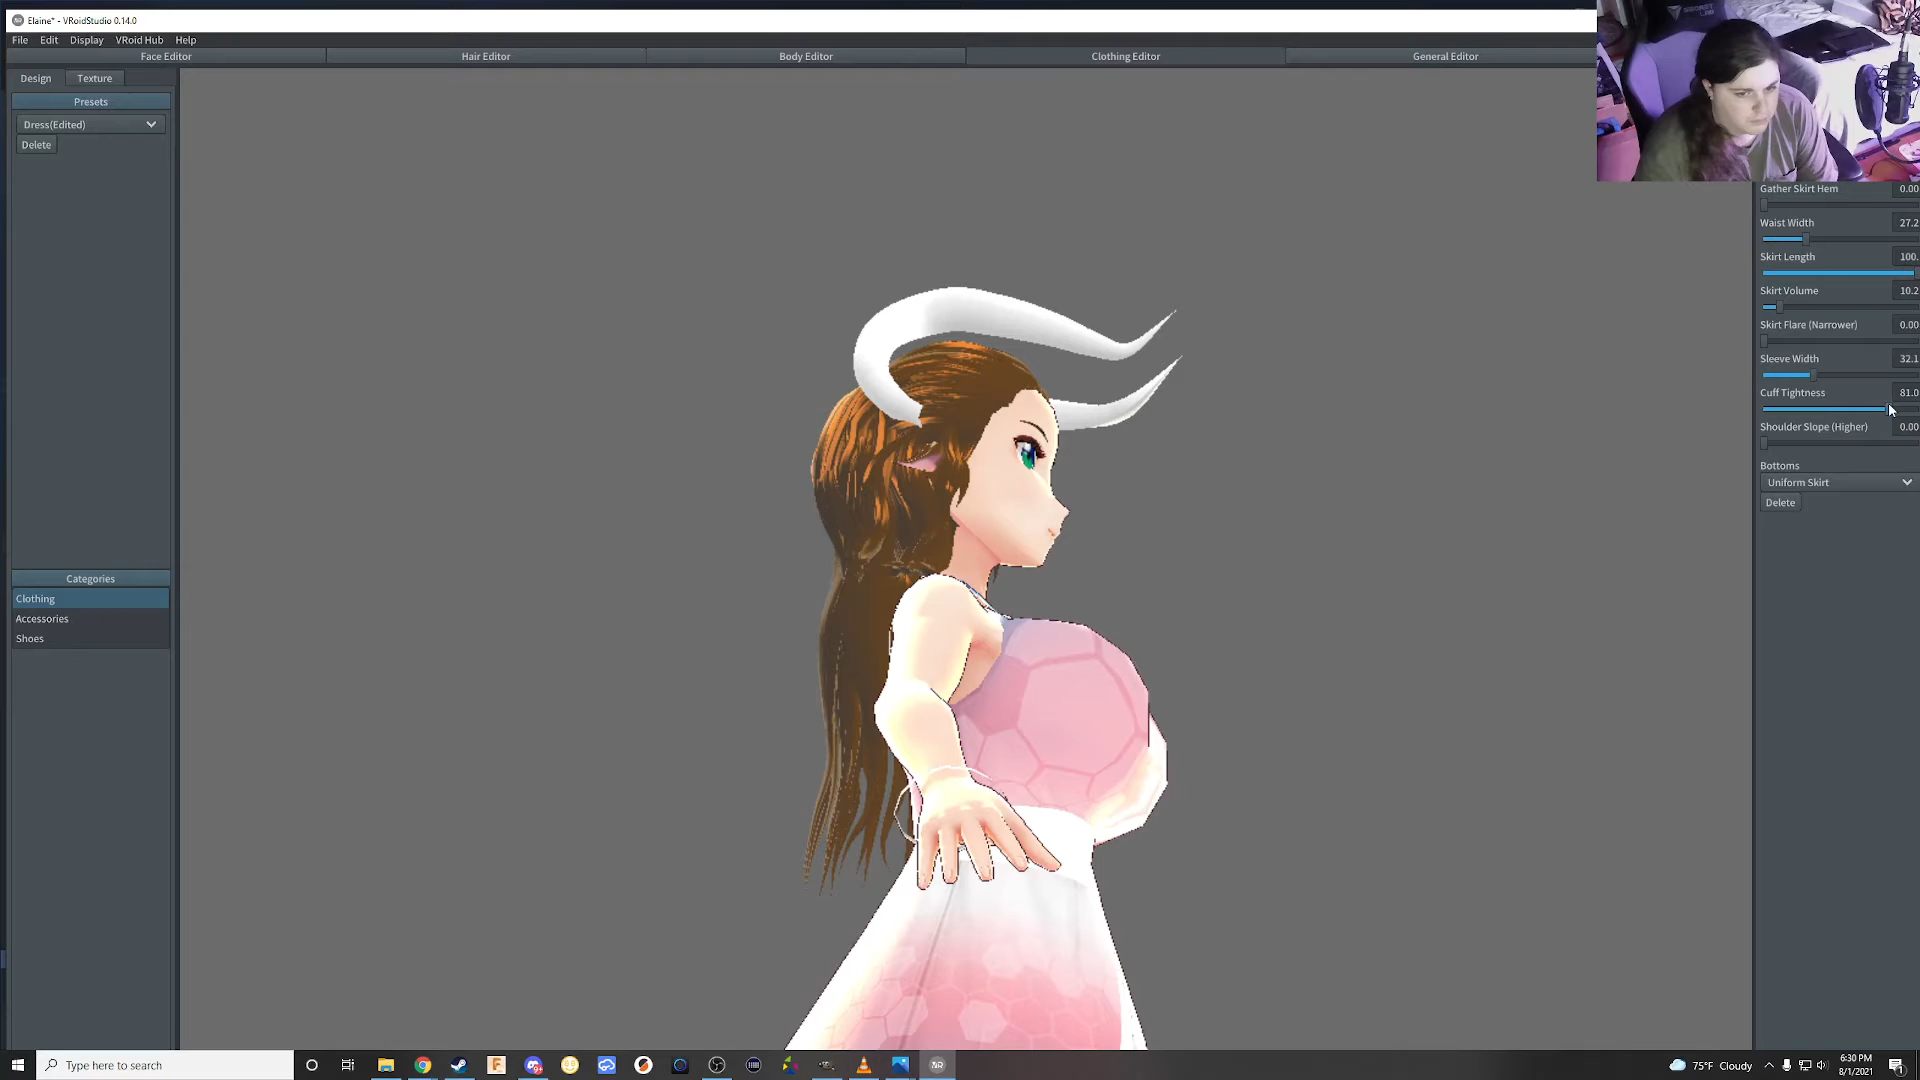 Elaine* - VRoidStudio 0.14.0
File Edit Display VRoid Hub Help
Face Editor Hair Editor Body Editor Clothing Editor General Editor
Design Texture
Presets
Dress(Edited)
Delete
Categories
Clothing
Accessories
Shoes
Gather Skirt Hem 0.00
Waist Width 27.2
Skirt Length 100.
Skirt Volume 10.2
Skirt Flare (Narrower) 0.00
Sleeve Width 32.1
Cuff Tightness 81.0
Shoulder Slope (Higher) 0.00
Bottoms
Uniform Skirt
Delete
Type here to search
75°F Cloudy
6:30 PM
8/1/2021